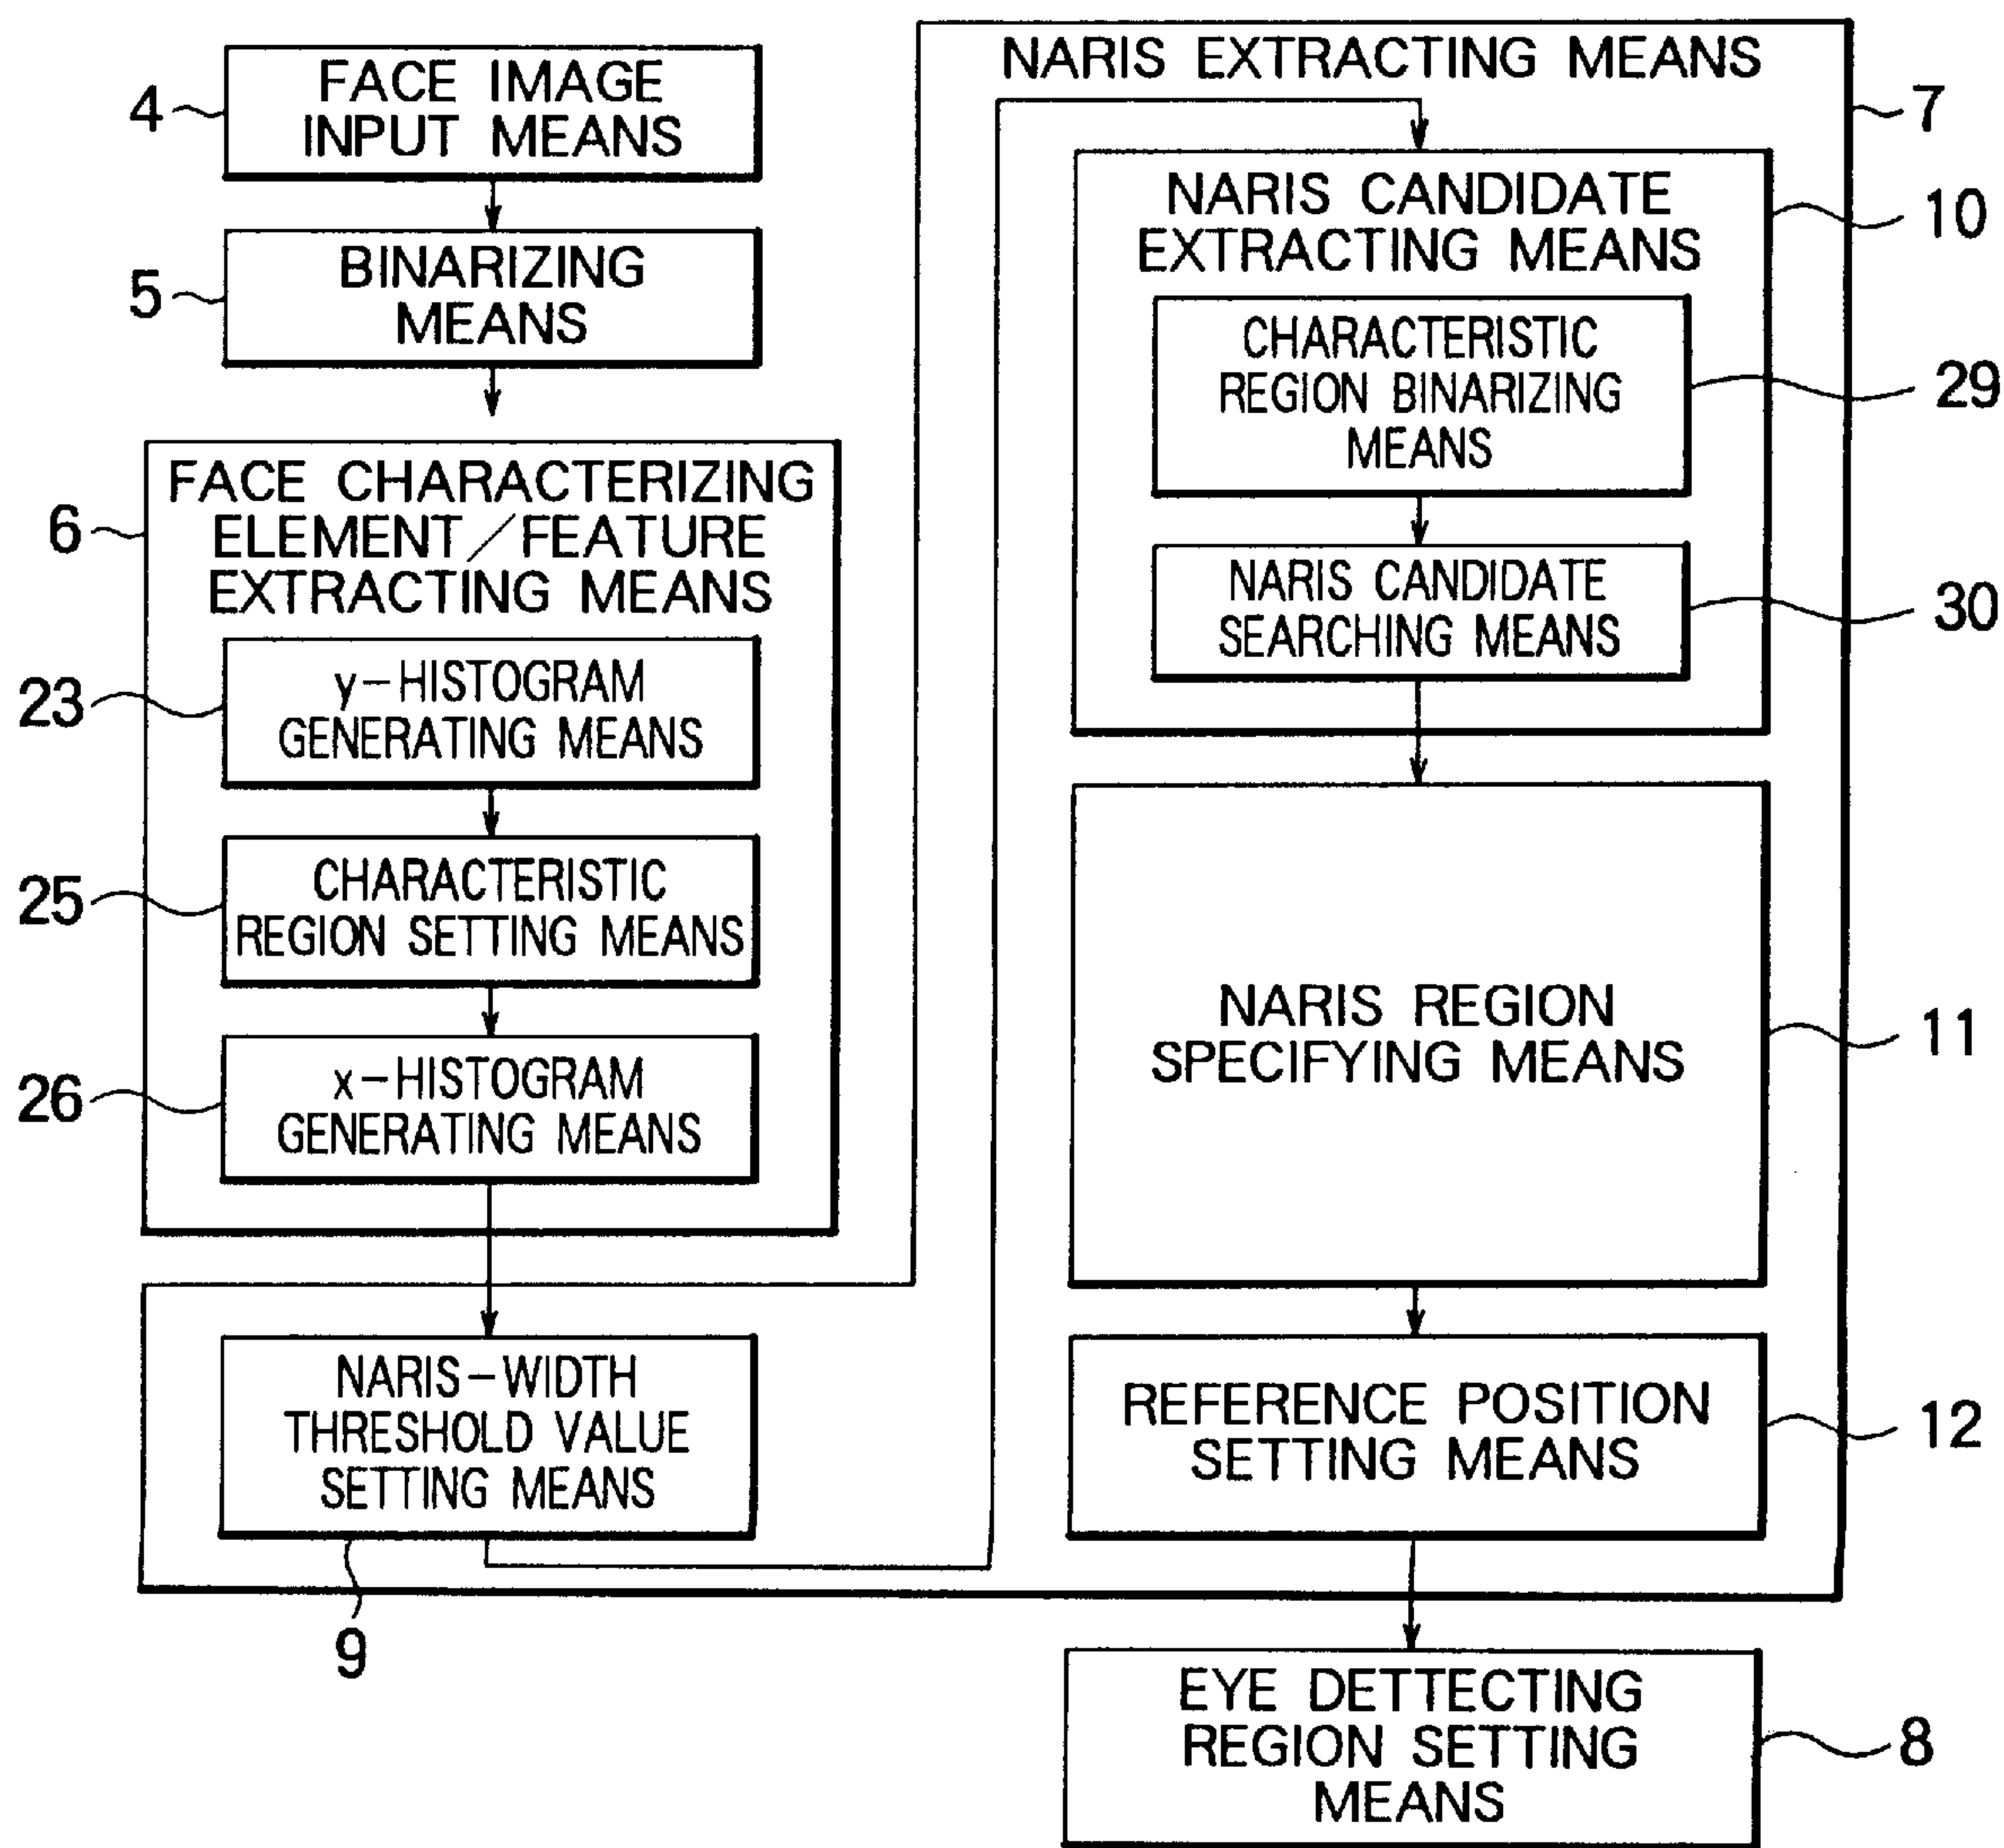 FACE IMAGE
INPUT MEANS
4
BINARIZING
MEANS
5
FACE CHARACTERIZING
ELEMENT/FEATURE
EXTRACTING MEANS
6
y-HISTOGRAM
GENERATING MEANS
23
CHARACTERISTIC
REGION SETTING MEANS
25
x-HISTOGRAM
GENERATING MEANS
26
NARIS-WIDTH
THRESHOLD VALUE
SETTING MEANS
9
NARIS EXTRACTING MEANS
7
NARIS CANDIDATE
EXTRACTING MEANS
10
CHARACTERISTIC
REGION BINARIZING
MEANS
29
NARIS CANDIDATE
SEARCHING MEANS
30
NARIS REGION
SPECIFYING MEANS
11
REFERENCE POSITION
SETTING MEANS
12
EYE DETTECTING
REGION SETTING
MEANS
8